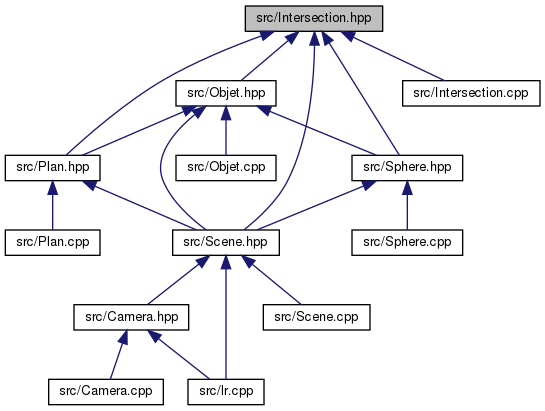 src/Intersection.hpp
src/Objet.hpp
src/Intersection.cpp
src/Plan.hpp
src/Objet.cpp
src/Sphere.hpp
src/Plan.cpp
src/Scene.hpp
src/Sphere.cpp
src/Camera.hpp
src/Scene.cpp
src/Camera.cpp
src/lr.cpp